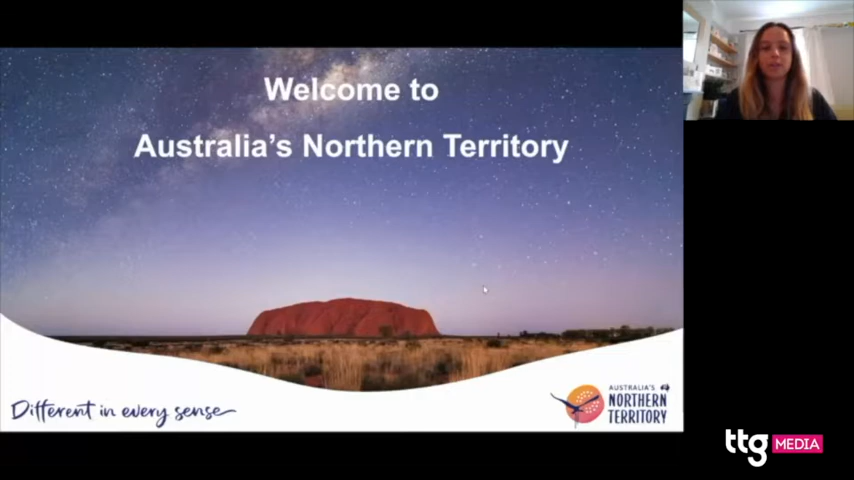 Welcome to
Australia's Northern Territory
Different in every sense
AUSTRALIA'S
NORTHERN
TERRITORY
ttg MEDIA